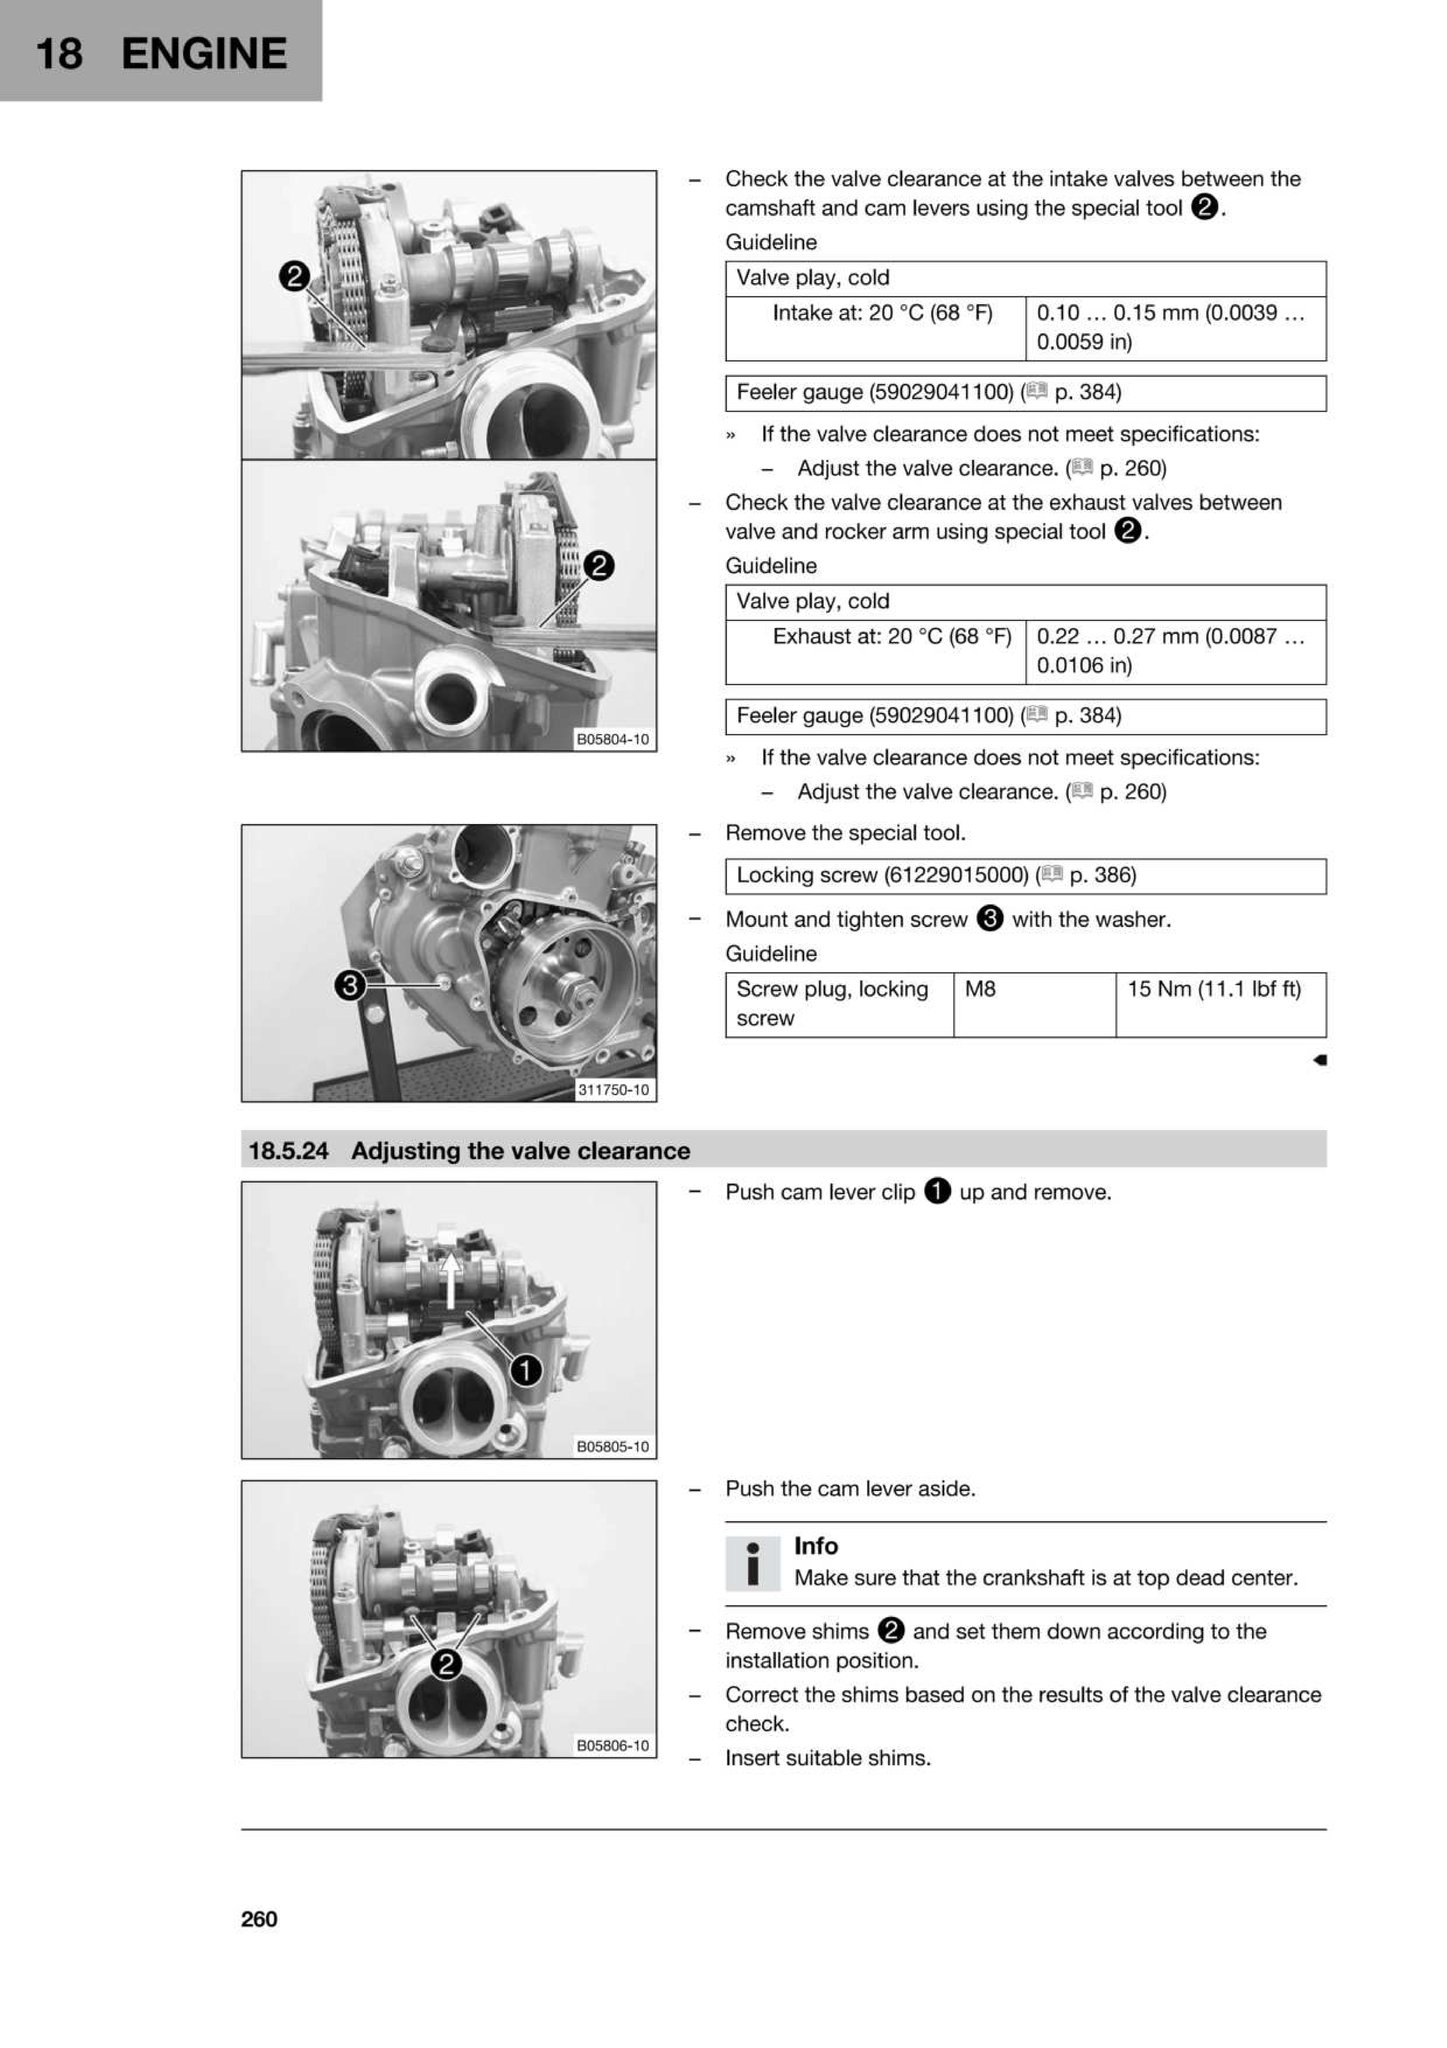 18 ENGINE
– Check the valve clearance at the intake valves between the
camshaft and cam levers using the special tool 2.
Guideline
Valve play, cold
Intake at: 20 °C (68 °F) 0.10 … 0.15 mm (0.0039 …
0.0059 in)
Feeler gauge (59029041100) ( p. 384)
» If the valve clearance does not meet specifications:
– Adjust the valve clearance. ( p. 260)
– Check the valve clearance at the exhaust valves between
valve and rocker arm using special tool 2.
Guideline
Valve play, cold
Exhaust at: 20 °C (68 °F) 0.22 … 0.27 mm (0.0087 …
0.0106 in)
Feeler gauge (59029041100) ( p. 384)
» If the valve clearance does not meet specifications:
– Adjust the valve clearance. ( p. 260)
2
2
B05804-10
– Remove the special tool.
Locking screw (61229015000) ( p. 386)
– Mount and tighten screw 3 with the washer.
Guideline
Screw plug, locking M8 15 Nm (11.1 lbf ft)
screw
3
311750-10
18.5.24 Adjusting the valve clearance
– Push cam lever clip 1 up and remove.
1
B05805-10
– Push the cam lever aside.
i Info
Make sure that the crankshaft is at top dead center.
– Remove shims 2 and set them down according to the
installation position.
– Correct the shims based on the results of the valve clearance
check.
– Insert suitable shims.
2
B05806-10
260